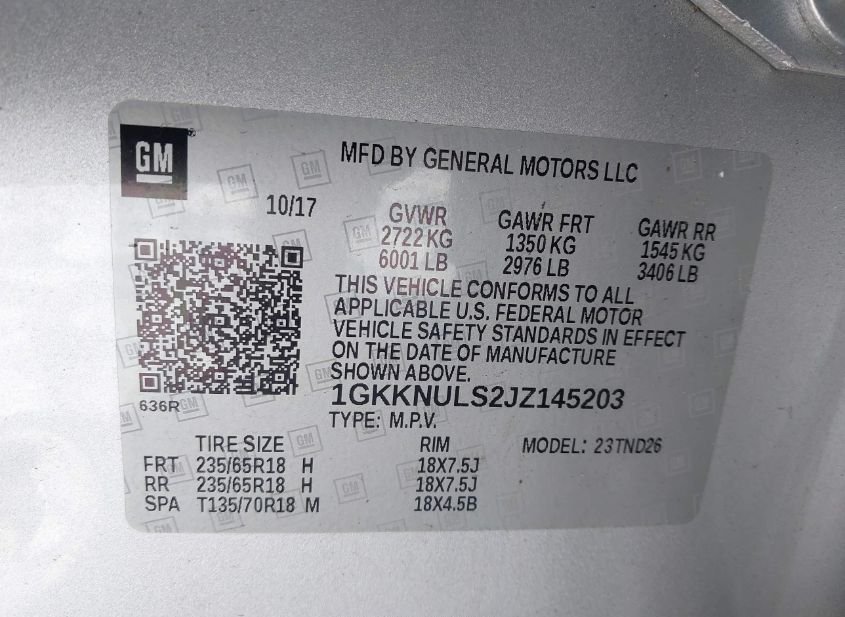 GM
MFD BY GENERAL MOTORS LLC
10/17
GVWR GAWR FRT GAWR RR
2722 KG 1350 KG 1545 KG
6001 LB 2976 LB 3406 LB
THIS VEHICLE CONFORMS TO ALL
APPLICABLE U.S. FEDERAL MOTOR
VEHICLE SAFETY STANDARDS IN EFFECT
ON THE DATE OF MANUFACTURE
SHOWN ABOVE.
1GKKNULS2JZ145203
636R
TYPE: M.P.V.
TIRE SIZE RIM MODEL: 23TND26
FRT 235/65R18 H 18X7.5J
RR 235/65R18 H 18X7.5J
SPA T135/70R18 M 18X4.5B